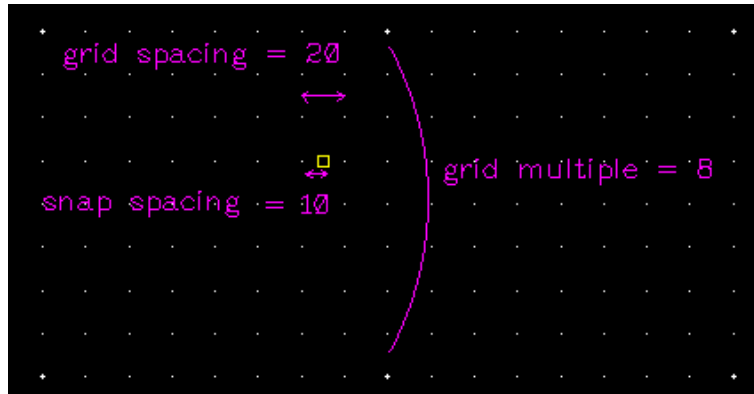 grid spacing = 20
grid multiple = 8
snap spacing = 10